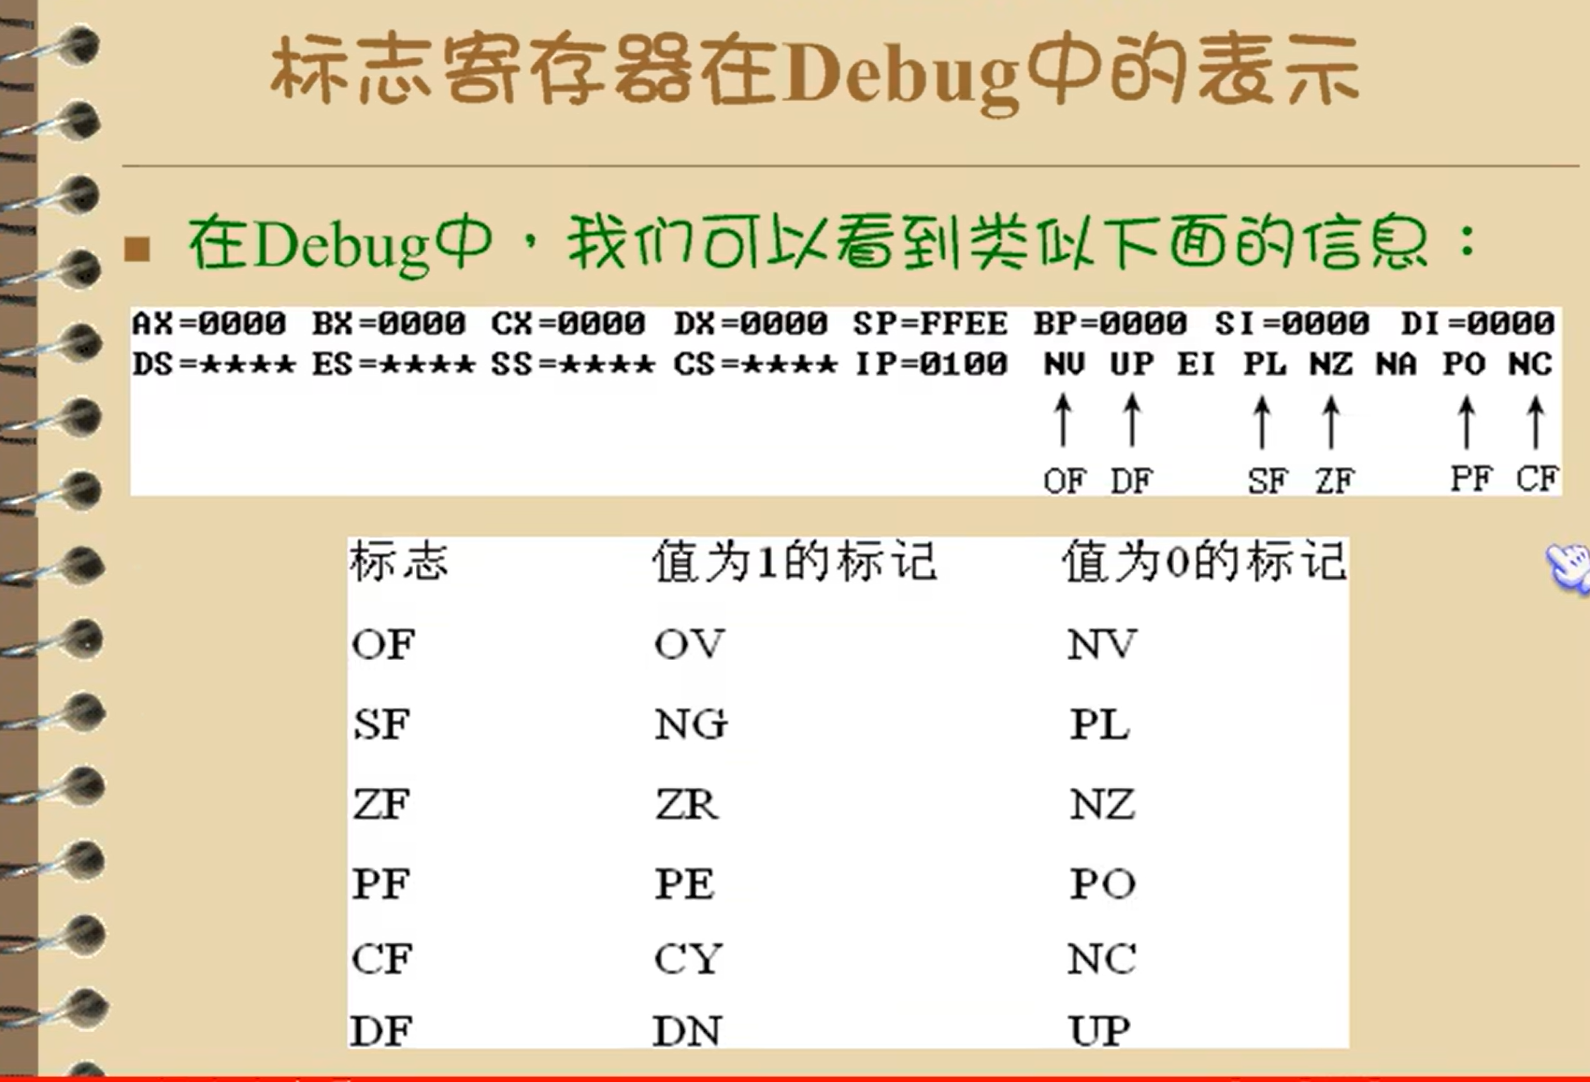 标志寄存器在Debug中的表示
■ 在Debug中，我们可以看到类似下面的信息：
AX=0000 BX=0000 CX=0000 DX=0000 SP=FFEE BP=0000 SI=0000 DI=0000
DS=**** ES=**** SS=**** CS=**** IP=0100 NV UP EI PL NZ NA PO NC
OF DF SF ZF PF CF
标志 值为1的标记 值为0的标记
OF OV NV
SF NG PL
ZF ZR NZ
PF PE PO
CF CY NC
DF DN UP